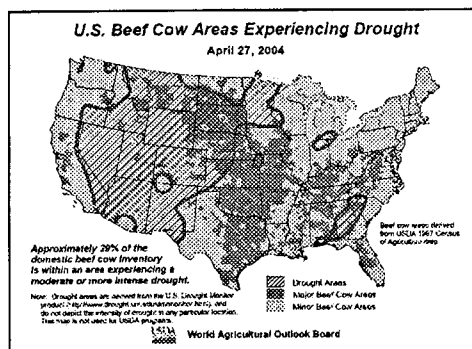 U.S. Beef Cow Areas Experiencing Drought
April 27, 2004
Beef cow areas derived
from USDA 1997 Census
of Agriculture
Approximately 29% of the
domestic beef cow inventory
is within an area experiencing a
moderate or more intense drought.
Drought Areas
Major Beef Cow Areas
Minor Beef Cow Areas
Note: Drought areas are derived from the U.S. Drought Monitor
product
do not depict the intensity of drought in any particular location.
This map is not used for USDA programs.
USDA
World Agricultural Outlook Board